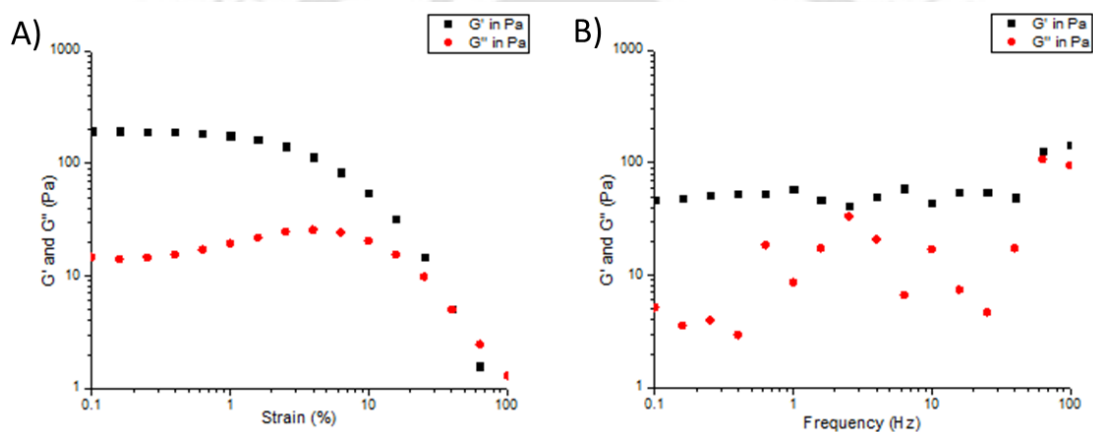 A)
G' in Pa
G" in Pa
1000
100
10
1
G' and G" (Pa)
0.1
1
10
100
Strain (%)
B)
G' in Pa
G" in Pa
1000
100
10
1
G' and G" (Pa)
0.1
1
10
100
Frequency (Hz)